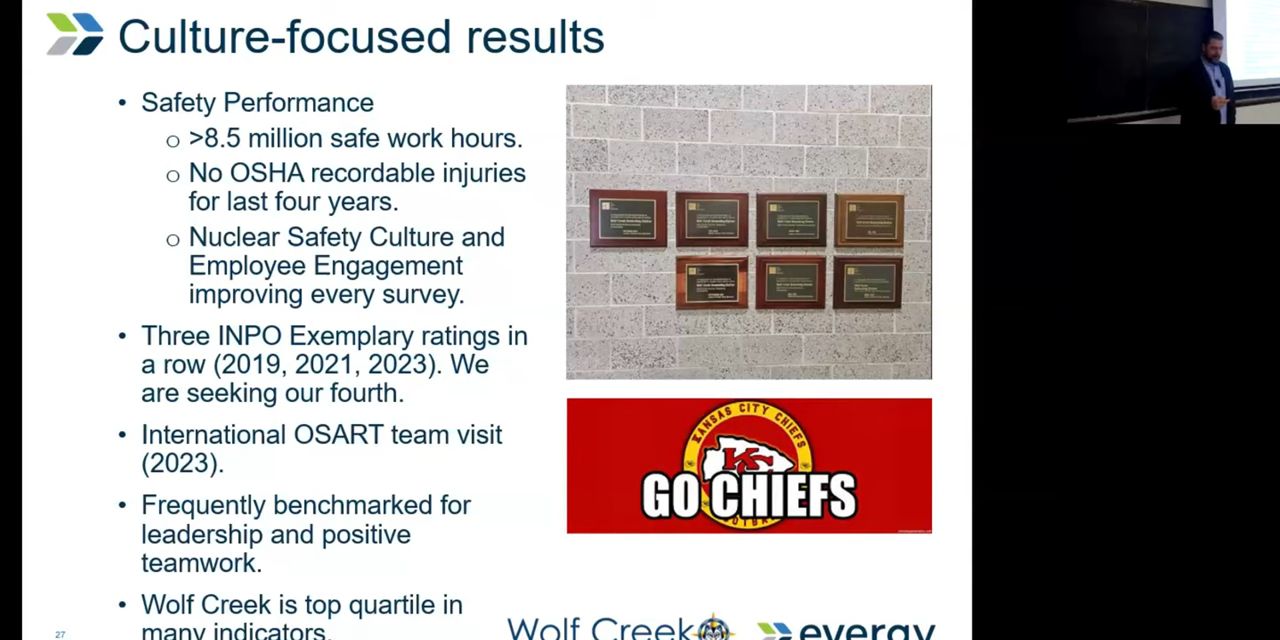 Culture-focused results
• Safety Performance
o >8.5 million safe work hours.
o No OSHA recordable injuries
for last four years.
o Nuclear Safety Culture and
Employee Engagement
improving every survey.
• Three INPO Exemplary ratings in
a row (2019, 2021, 2023). We
are seeking our fourth.
• International OSART team visit
(2023).
• Frequently benchmarked for
leadership and positive
teamwork.
• Wolf Creek is top quartile in
many indicators.
KANSAS CITY CHIEFS
GO CHIEFS
27
Wolf Creek
evergy